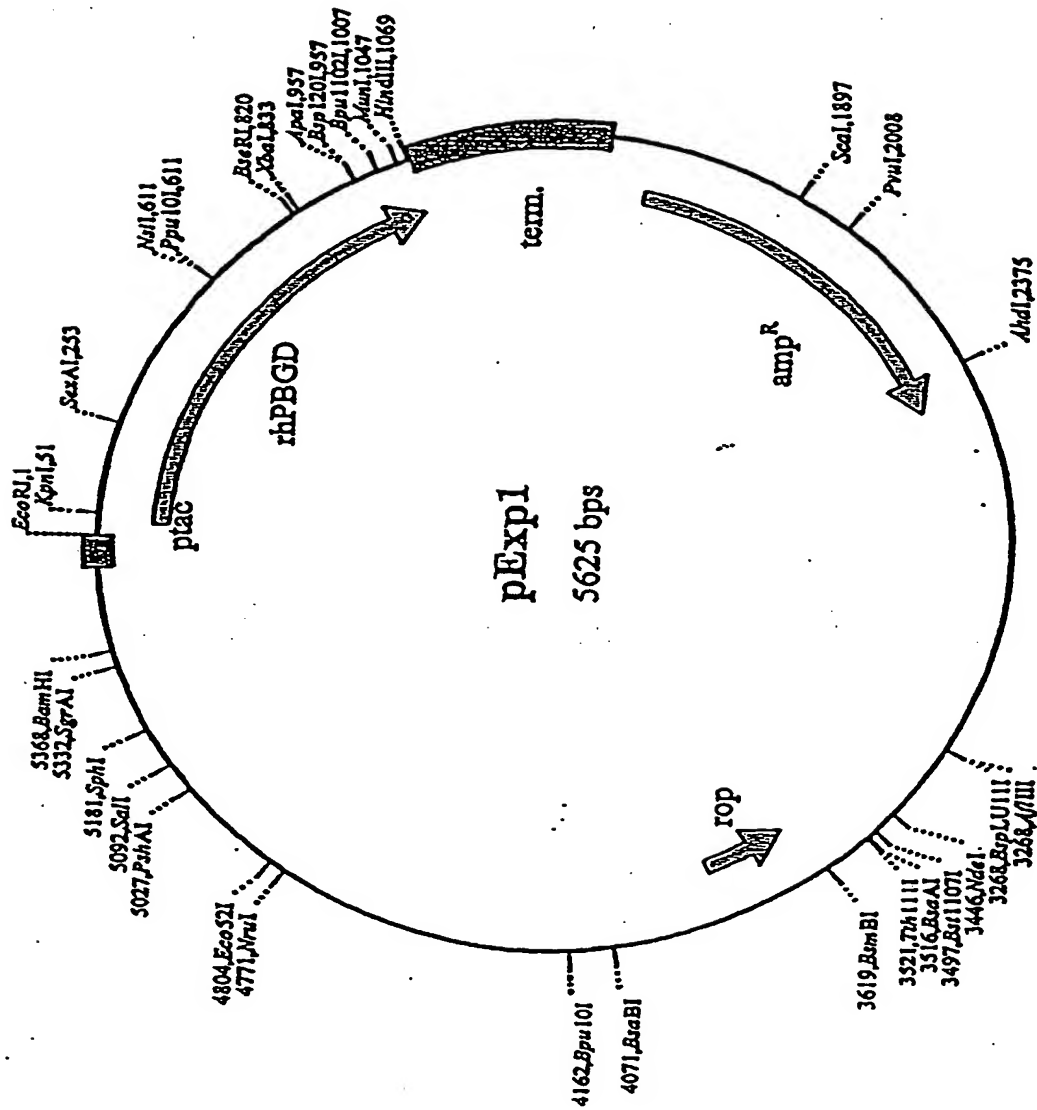 EcoRI,1
KpnI,51
SexAI,253
NsiI,611
Ppu10I,611
BseRI,820
XbaI,833
ApaI,957
Bsp120I,957
Bpu1102I,1007
MunI,1047
HindIII,1069
ScaI,1897
PvuI,2008
AhdI,2375
5368,BamHI
5332,SgrAI
5181,SphI
5092,SalI
5027,PshAI
4804,Eco52I
4771,NruI
4162,Bpu10I
4071,BsaBI
3619,BsmBI
3521,Tth111I
3516,BsaAI
3497,Bst1107I
3446,NdeI
3268,BspLU11I
3268,AflIII
ptac
rhPBGD
term.
ampR
rop
pExp1
5625 bps